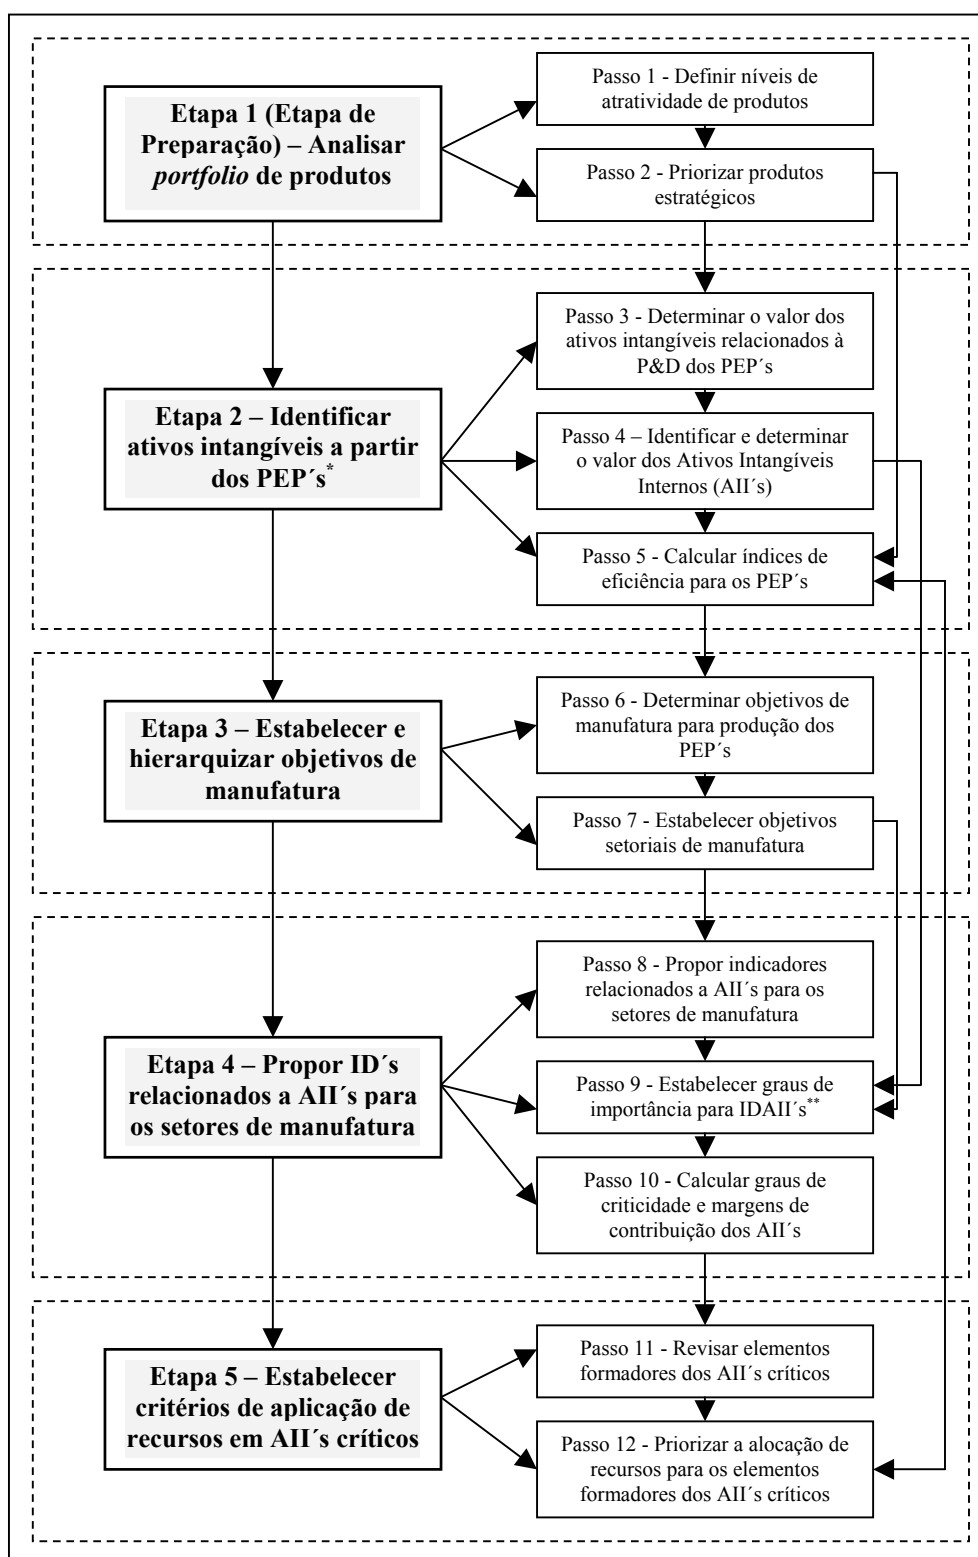 Etapa 1 (Etapa de
Preparação) – Analisar
portfolio de produtos
Passo 1 - Definir níveis de
atratividade de produtos
Passo 2 - Priorizar produtos
estratégicos
Etapa 2 – Identificar
ativos intangíveis a partir
dos PEP´s*
Passo 3 - Determinar o valor dos
ativos intangíveis relacionados à
P&D dos PEP´s
Passo 4 – Identificar e determinar
o valor dos Ativos Intangíveis
Internos (AII´s)
Passo 5 - Calcular índices de
eficiência para os PEP´s
Etapa 3 – Estabelecer e
hierarquizar objetivos de
manufatura
Passo 6 - Determinar objetivos de
manufatura para produção dos
PEP´s
Passo 7 - Estabelecer objetivos
setoriais de manufatura
Etapa 4 – Propor ID´s
relacionados a AII´s para
os setores de manufatura
Passo 8 - Propor indicadores
relacionados a AII´s para os
setores de manufatura
Passo 9 - Estabelecer graus de
importância para IDAII´s**
Passo 10 - Calcular graus de
criticidade e margens de
contribuição dos AII´s
Etapa 5 – Estabelecer
critérios de aplicação de
recursos em AII´s críticos
Passo 11 - Revisar elementos
formadores dos AII´s críticos
Passo 12 - Priorizar a alocação de
recursos para os elementos
formadores dos AII´s críticos